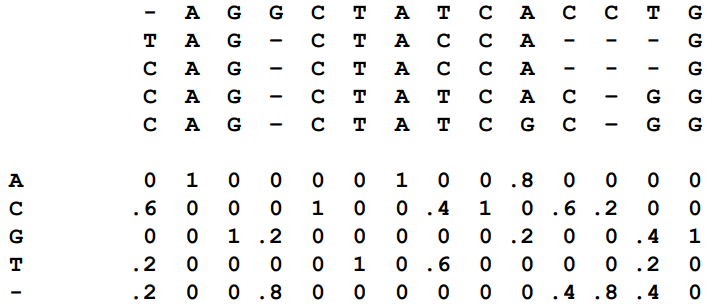 - A G G C T A T C A C C T G
T A G - C T A C C A - - - G
C A G - C T A C C A - - - G
C A G - C T A T C A C - G G
C A G - C T A T C G C - G G
A 0 1 0 0 0 0 1 0 0 .8 0 0 0 0
C .6 0 0 0 1 0 0 .4 1 0 .6 .2 0 0
G 0 0 1 .2 0 0 0 0 0 .2 0 0 .4 1
T .2 0 0 0 0 1 0 .6 0 0 0 0 .2 0
- .2 0 0 .8 0 0 0 0 0 0 .4 .8 .4 0